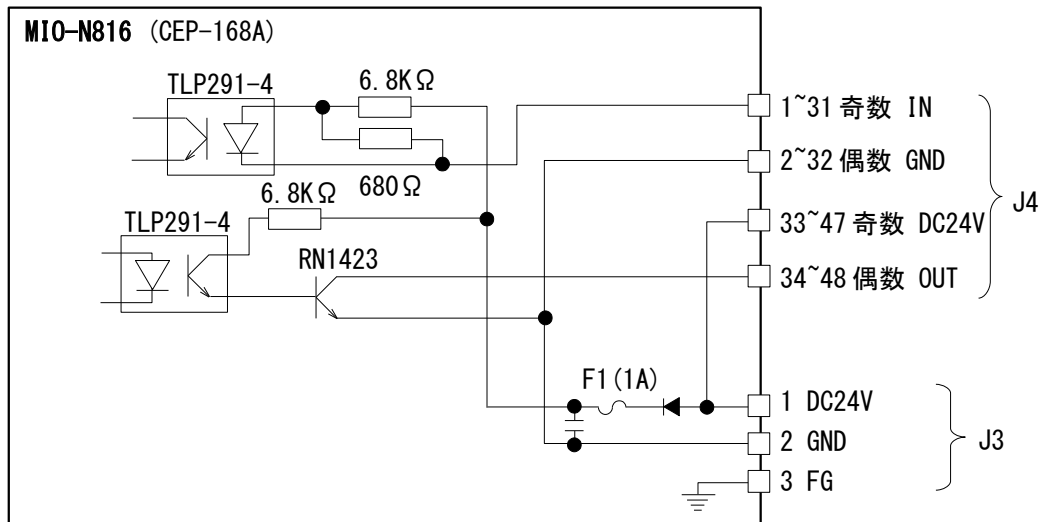 MIO-N816 (CEP-168A)
TLP291-4
6.8KΩ
680Ω
TLP291-4
6.8KΩ
RN1423
F1(1A)
1~31 奇数 IN
2~32 偶数 GND
33~47 奇数 DC24V
34~48 偶数 OUT
J4
1 DC24V
2 GND
3 FG
J3